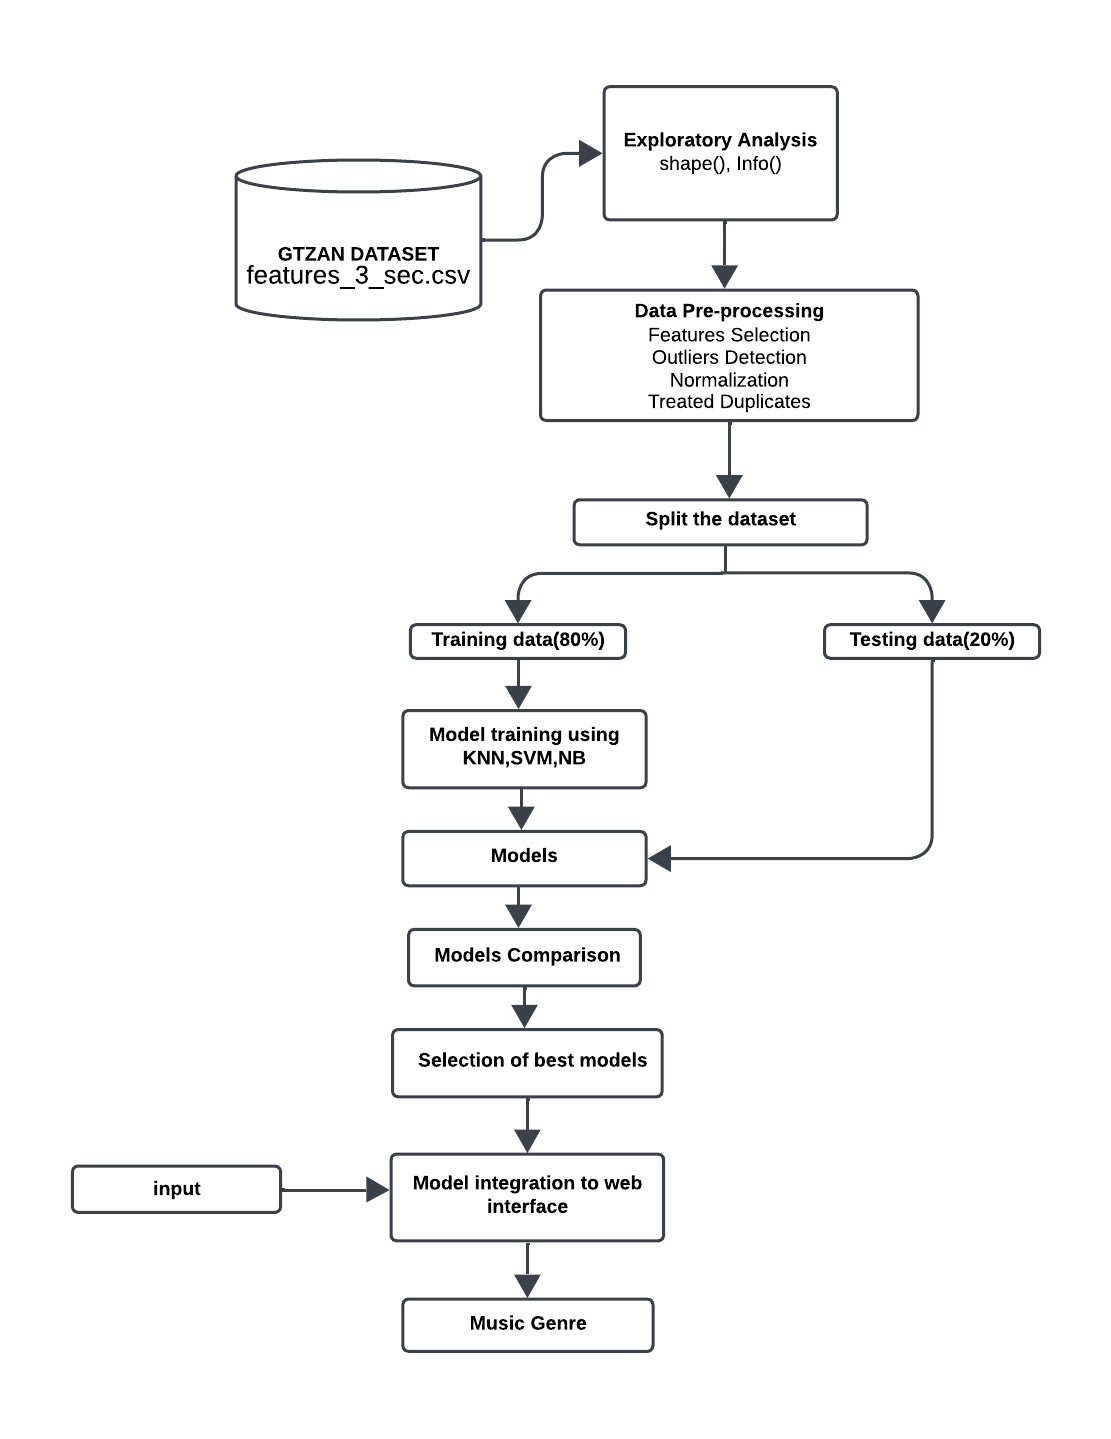 Exploratory Analysis
shape(), Info()
GTZAN DATASET
features_3_sec.csv
Data Pre-processing
Features Selection
Outliers Detection
Normalization
Treated Duplicates
Split the dataset
Training data(80%)
Testing data(20%)
Model training using
KNN,SVM,NB
Models
Models Comparison
Selection of best models
input
Model integration to web
interface
Music Genre